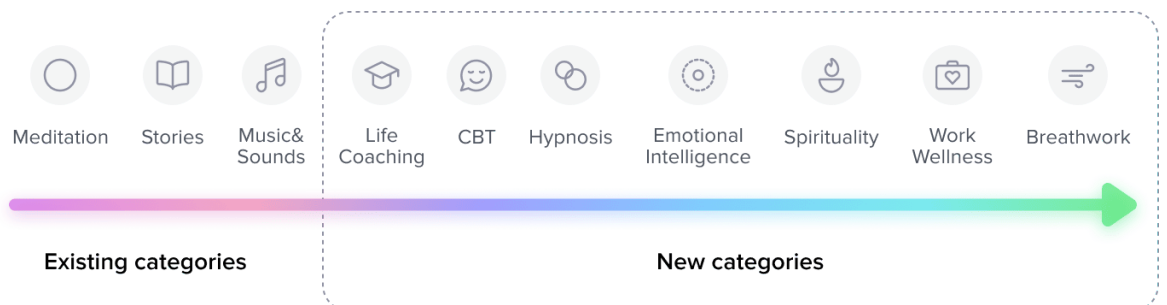 Meditation
Stories
Music&
Sounds
Life
Coaching
CBT
Hypnosis
Emotional
Intelligence
Spirituality
Work
Wellness
Breathwork
Existing categories
New categories